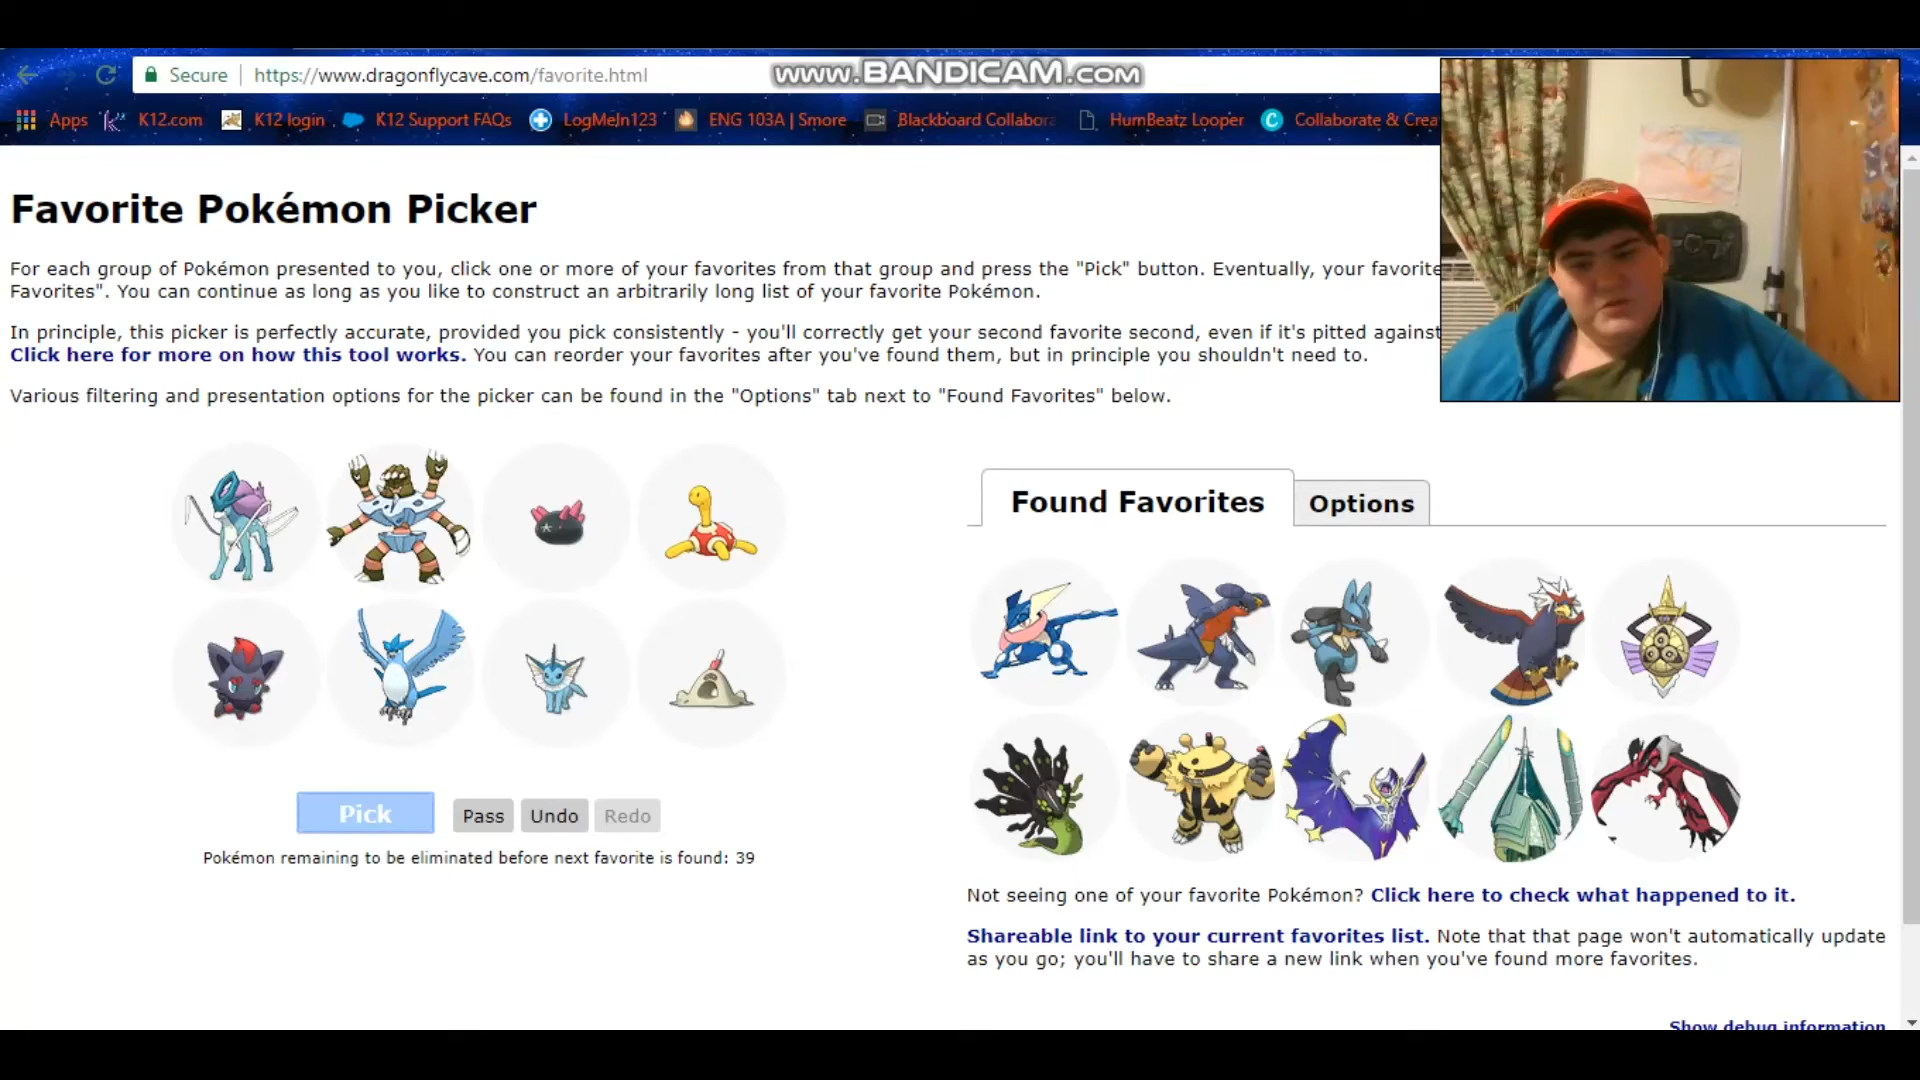 Secure
https://www.dragonflycave.com/favorite.html
www.BANDICAM.com
Apps
K12.com
K12 login
K12 Support FAQs
LogMeIn123
ENG 103A | Smore
Blackboard Collabora
HumBeatz Looper
Collaborate & Crea
Favorite Pokémon Picker
For each group of Pokémon presented to you, click one or more of your favorites from that group and press the "Pick" button. Eventually, your favorite
Favorites". You can continue as long as you like to construct an arbitrarily long list of your favorite Pokémon.
In principle, this picker is perfectly accurate, provided you pick consistently - you'll correctly get your second favorite second, even if it's pitted against
Click here for more on how this tool works. You can reorder your favorites after you've found them, but in principle you shouldn't need to.
Various filtering and presentation options for the picker can be found in the "Options" tab next to "Found Favorites" below.
Found Favorites
Options
Pick
Pass
Undo
Redo
Pokémon remaining to be eliminated before next favorite is found: 39
Not seeing one of your favorite Pokémon? Click here to check what happened to it.
Shareable link to your current favorites list. Note that that page won't automatically update
as you go; you'll have to share a new link when you've found more favorites.
Show debug information